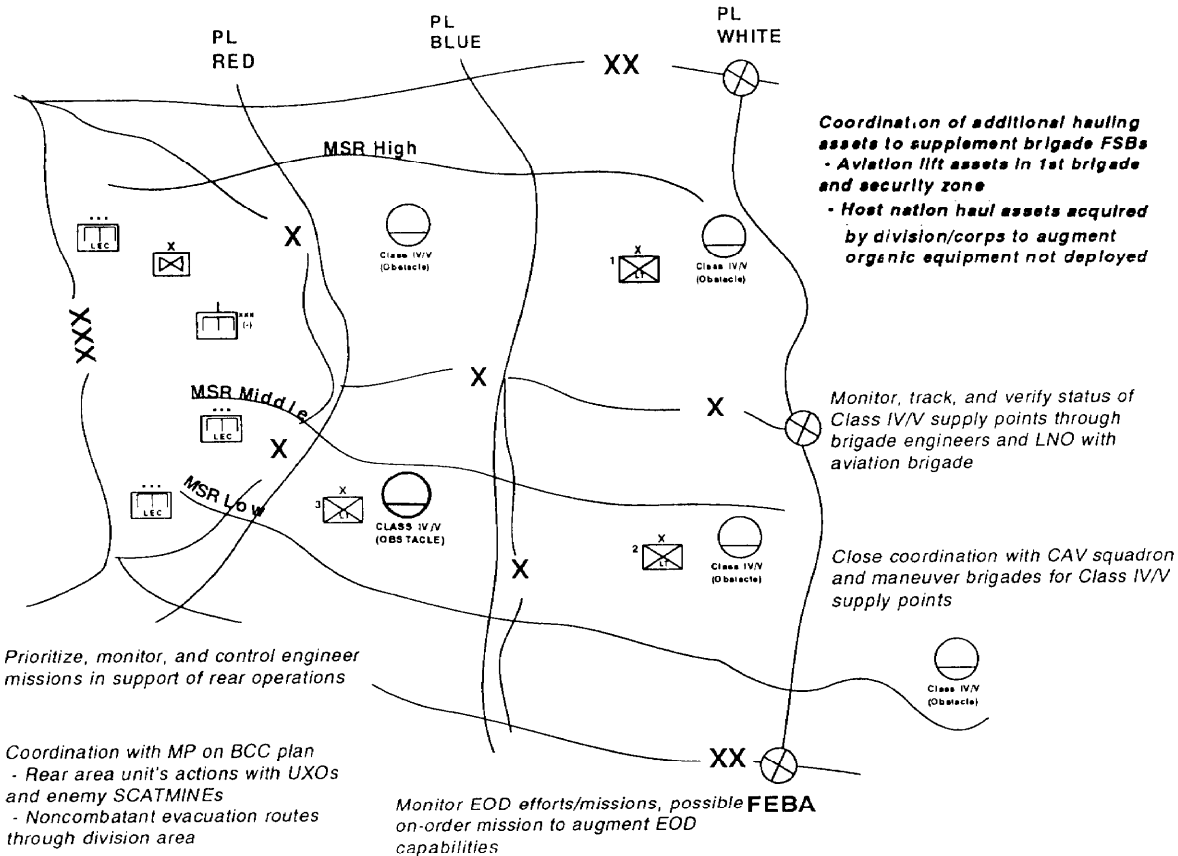 PL
RED
PL
BLUE
PL
WHITE
XX
MSR High
Coordination of additional hauling
assets to supplement brigade FSBs
- Aviation lift assets in 1st brigade
and security zone
- Host nation haul assets acquired
by division/corps to augment
organic equipment not deployed
•••
LEC
X
X
Class IV/V
(Obstacle)
1
X
LT
Class IV/V
(Obstacle)
I
xxx
(-)
XXX
X
X
MSR Middle
•••
LEC
X
Monitor, track, and verify status of
Class IV/V supply points through
brigade engineers and LNO with
aviation brigade
•••
LEC
MSR Low
3
X
LT
CLASS IV/V
(OBSTACLE)
2
X
LT
Class IV/V
(Obstacle)
X
Close coordination with CAV squadron
and maneuver brigades for Class IV/V
supply points
Class IV/V
(Obstacle)
Prioritize, monitor, and control engineer
missions in support of rear operations
Coordination with MP on BCC plan
- Rear area unit's actions with UXOs
and enemy SCATMINEs
- Noncombatant evacuation routes
through division area
XX
FEBA
Monitor EOD efforts/missions, possible
on-order mission to augment EOD
capabilities